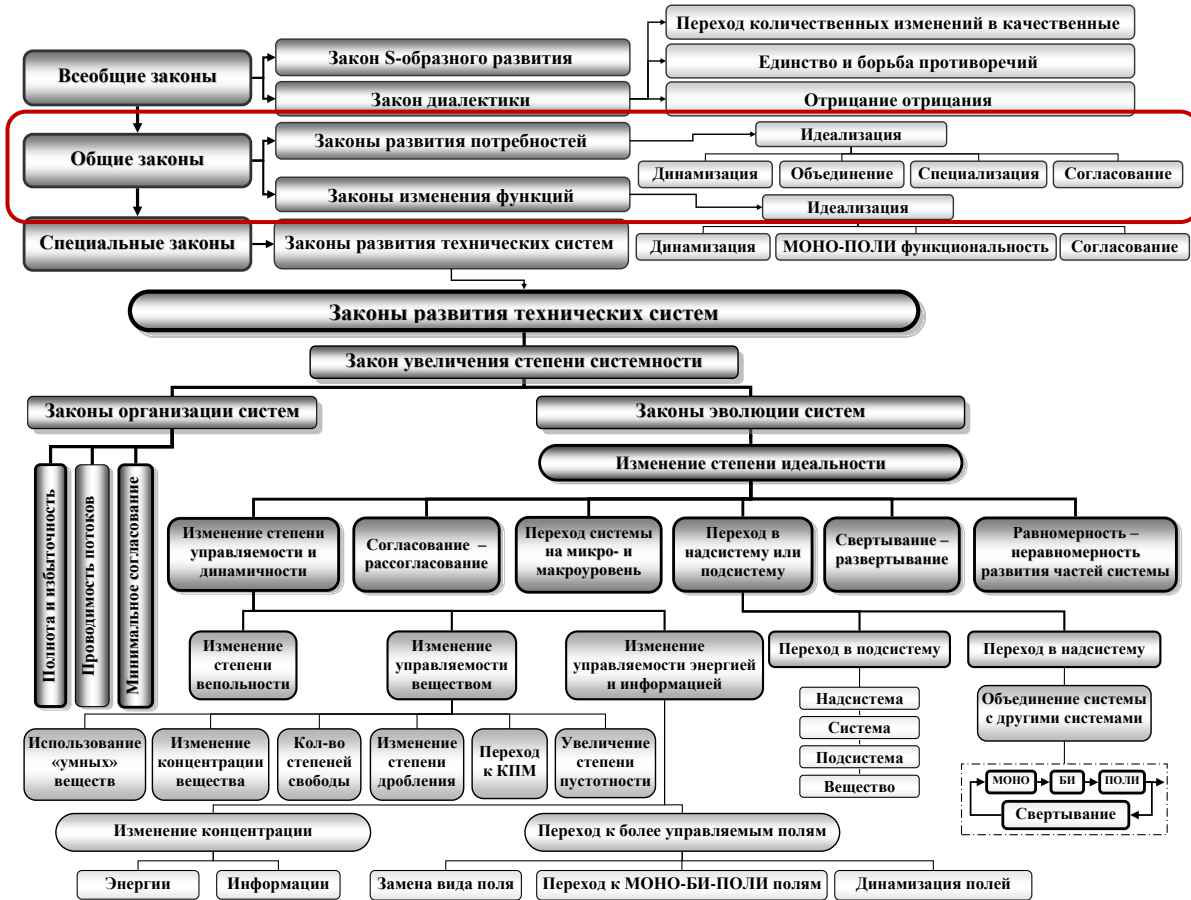 Переход количественных изменений в качественные
Закон S-образного развития
Всеобщие законы
Единство и борьба противоречий
Закон диалектики
Отрицание отрицания
Законы развития потребностей
Идеализация
Общие законы
Динамизация
Объединение
Специализация
Согласование
Законы изменения функций
Идеализация
Специальные законы
Законы развития технических систем
Динамизация
МОНО-ПОЛИ функциональность
Согласование
Законы развития технических систем
Закон увеличения степени системности
Законы организации систем
Законы эволюции систем
Полнота и избыточность
Проводимость потоков
Минимальное согласование
Изменение степени идеальности
Изменение степени
управляемости и
динамичности
Согласование –
рассогласование
Переход системы
на микро- и
макроуровень
Переход в
надсистему или
подсистему
Свертывание –
развертывание
Равномерность –
неравномерность
развития частей системы
Изменение
степени
вепольности
Изменение
управляемости
веществом
Изменение
управляемости энергией
и информацией
Переход в подсистему
Переход в надсистему
Надсистема
Система
Подсистема
Вещество
Объединение системы
с другими системами
Использование
«умных»
веществ
Изменение
концентрации
вещества
Кол-во
степеней
свободы
Изменение
степени
дробления
Переход
к КПМ
Увеличение
степени
пустотности
МОНО
БИ
ПОЛИ
Свертывание
Изменение концентрации
Переход к более управляемым полям
Энергии
Информации
Замена вида поля
Переход к МОНО-БИ-ПОЛИ полям
Динамизация полей